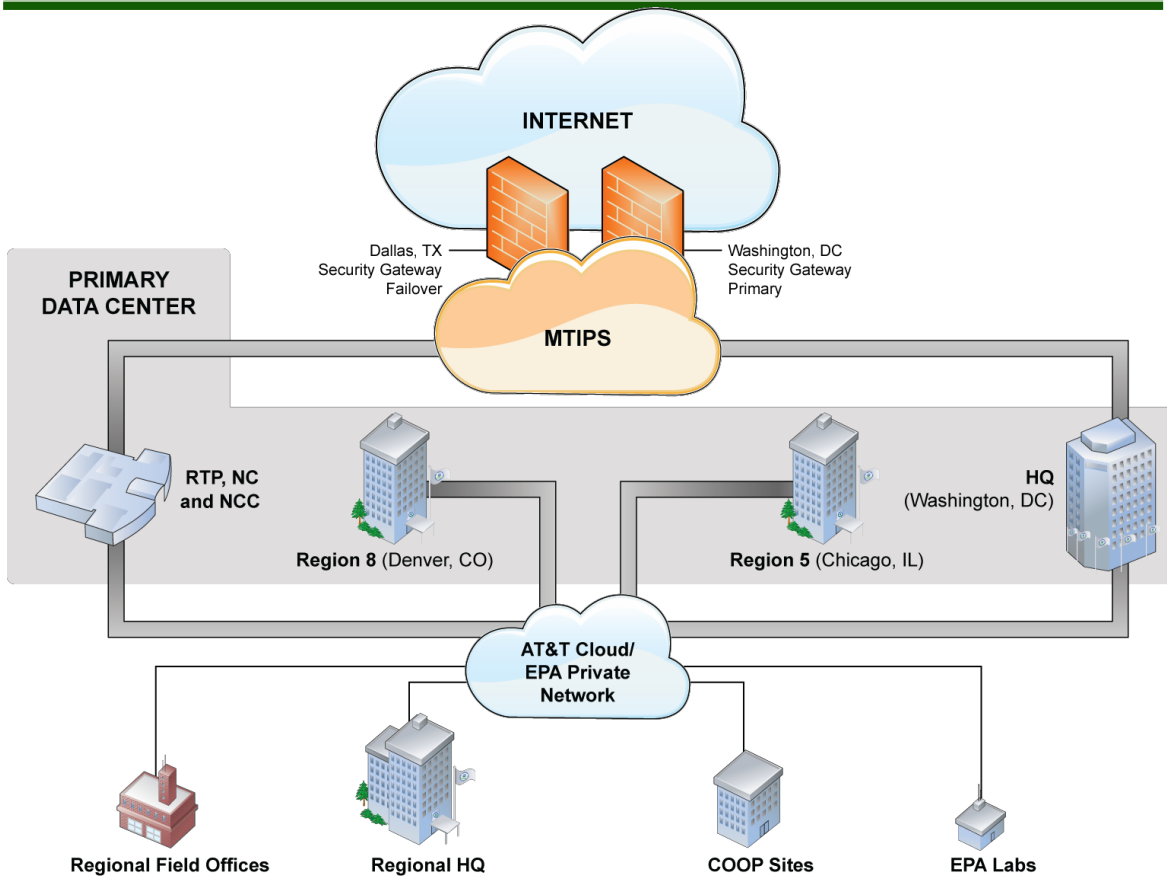 INTERNET
Dallas, TX
Security Gateway
Failover
Washington, DC
Security Gateway
Primary
PRIMARY
DATA CENTER
MTIPS
RTP, NC
and NCC
HQ
(Washington, DC)
Region 8 (Denver, CO)
Region 5 (Chicago, IL)
AT&T Cloud/
EPA Private
Network
Regional Field Offices
Regional HQ
COOP Sites
EPA Labs